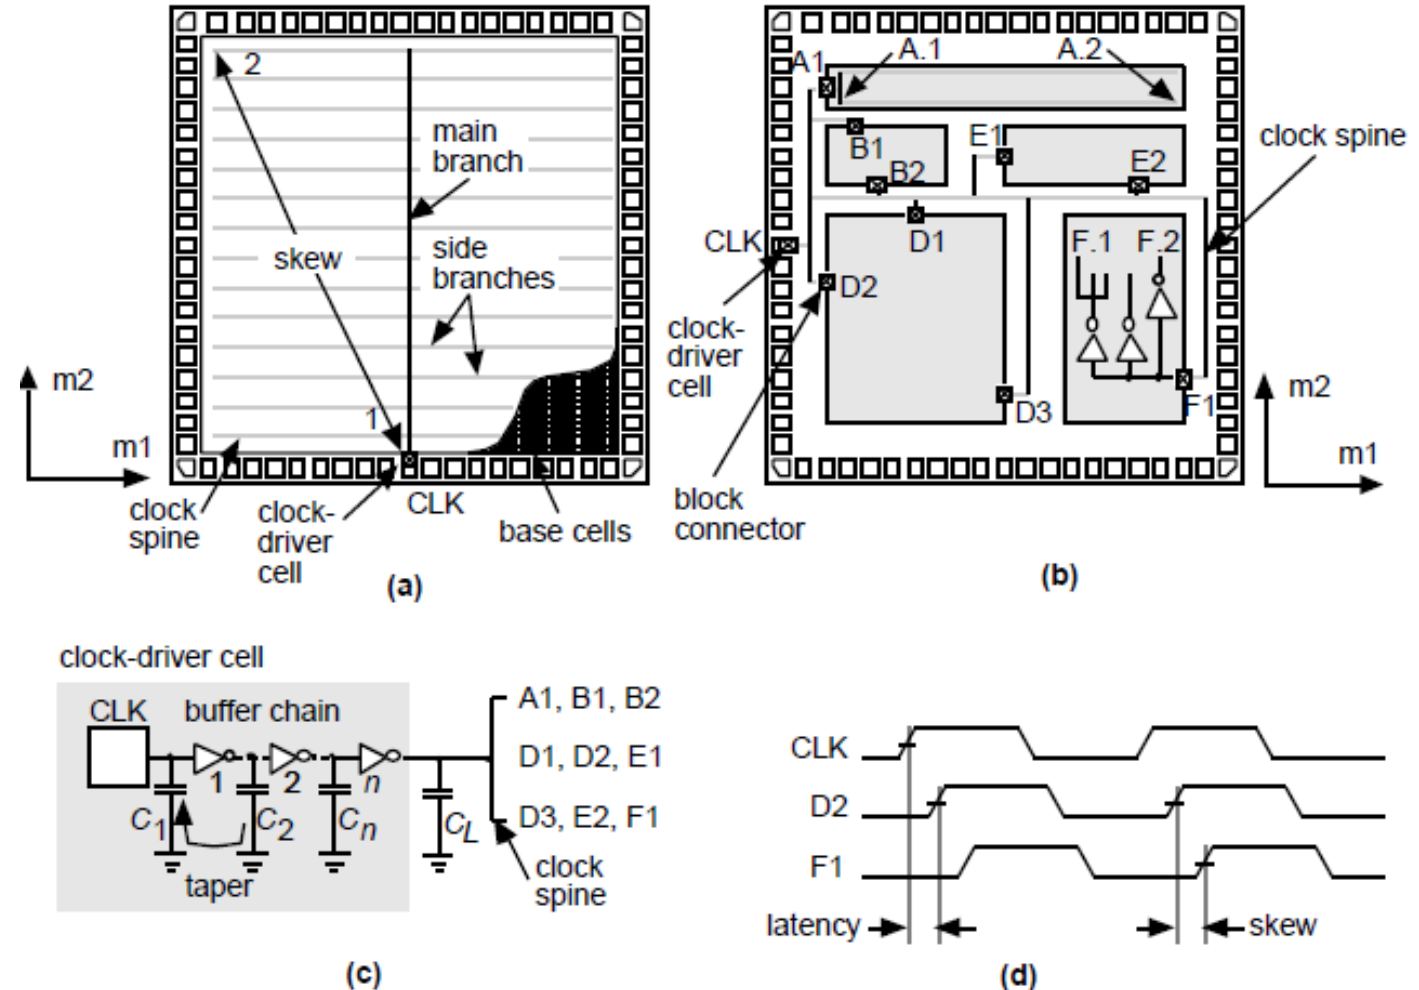 2
main
branch
skew
side
branches
1
m2
m1
clock
spine
clock-
driver
cell
CLK
base cells
(a)
A1
A.1
A.2
B1
E1
clock spine
B2
E2
CLK
D1
F.1
F.2
D2
clock-
driver
cell
D3
F1
m2
m1
block
connector
(b)
clock-driver cell
CLK
buffer chain
A1, B1, B2
1
2
n
D1, D2, E1
C1
C2
Cn
CL
D3, E2, F1
taper
clock
spine
(c)
CLK
D2
F1
latency
skew
(d)